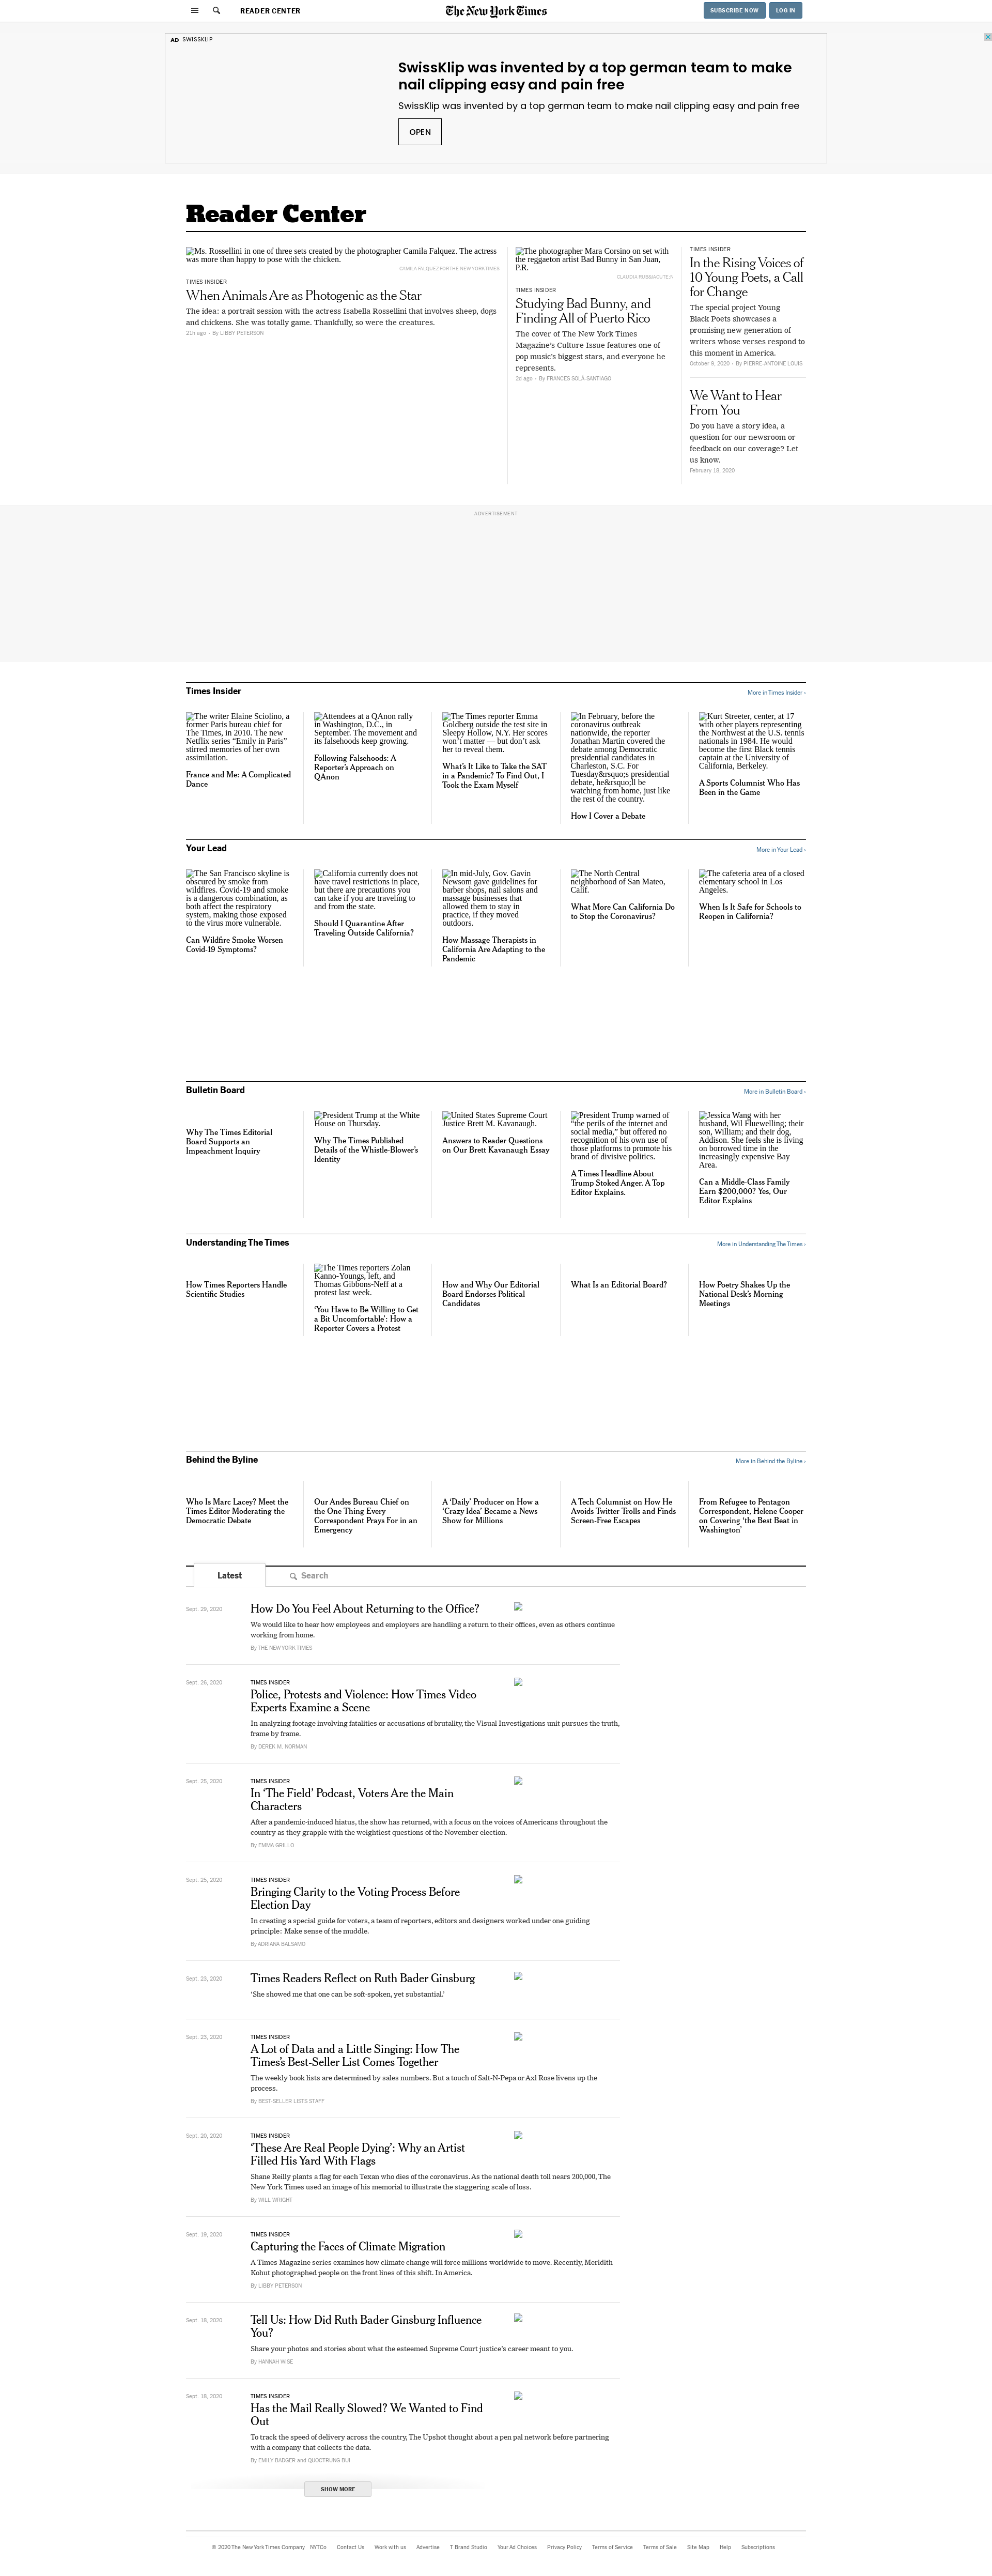 READER CENTER
The New York Times
SUBSCRIBE NOW
LOG IN
AD SWISSKLIP
SwissKlip was invented by a top german team to make
nail clipping easy and pain free
SwissKlip was invented by a top german team to make nail clipping easy and pain free
OPEN
Reader Center
Ms. Rossellini in one of three sets created by the photographer Camila Falquez. The actress
was more than happy to pose with the chicken.
CAMILA FALQUEZ FOR THE NEW YORK TIMES
TIMES INSIDER
When Animals Are as Photogenic as the Star
The idea: a portrait session with the actress Isabella Rossellini that involves sheep, dogs
and chickens. She was totally game. Thankfully, so were the creatures.
21h ago - By LIBBY PETERSON
The photographer Mara Corsino on set with
the reggaeton artist Bad Bunny in San Juan,
P.R.
TIMES INSIDER
Studying Bad Bunny, and
Finding All of Puerto Rico
The cover of The New York Times
Magazine's Culture Issue features one of
pop music's biggest stars, and everyone he
represents.
2d ago - By FRANCES SOLÁ-SANTIAGO
TIMES INSIDER
In the Rising Voices of
10 Young Poets, a Call
for Change
The special project Young
Black Poets showcases a
promising new generation of
writers whose verses respond to
this moment in America.
October 9, 2020 - By PIERRE-ANTOINE LOUIS
We Want to Hear
From You
Do you have a story idea, a
question for our newsroom or
feedback on our coverage? Let
us know.
February 18, 2020
ADVERTISEMENT
Times Insider
More in Times Insider ›
The writer Elaine Sciolino, a
former Paris bureau chief for
The Times, in 2010. The new
Netflix series “Emily in Paris”
stirred memories of her own
assimilation.
France and Me: A Complicated
Dance
Attendees at a QAnon rally
in Washington, D.C., in
September. The movement and
its falsehoods keep growing.
Following Falsehoods: A
Reporter’s Approach on
QAnon
The Times reporter Emma
Goldberg outside the test site in
Sleepy Hollow, N.Y. Her scores
won’t matter — but don’t ask
her to reveal them.
What’s It Like to Take the SAT
in a Pandemic? To Find Out, I
Took the Exam Myself
In February, before the
coronavirus outbreak
nationwide, the reporter
Jonathan Martin covered the
debate among Democratic
presidential candidates in
Charleston, S.C. For
Tuesday&rsquo;s presidential
debate, he&rsquo;ll be
watching from home, just like
the rest of the country.
How I Cover a Debate
Kurt Streeter, center, at 17
with other players representing
the Northwest at the U.S. tennis
nationals in 1984. He would
become the first Black tennis
captain at the University of
California, Berkeley.
A Sports Columnist Who Has
Been in the Game
Your Lead
More in Your Lead ›
The San Francisco skyline is
obscured by smoke from
wildfires. Covid-19 and smoke
is a dangerous combination, as
both affect the respiratory
system, making those exposed
to the virus more vulnerable.
Can Wildfire Smoke Worsen
Covid-19 Symptoms?
California currently does not
have travel restrictions in place,
but there are precautions you
can take if you are traveling to
and from the state.
Should I Quarantine After
Traveling Outside California?
In mid-July, Gov. Gavin
Newsom gave guidelines for
barber shops, nail salons and
massage businesses that
allowed them to stay in
practice, if they moved
outdoors.
How Massage Therapists in
California Are Adapting to the
Pandemic
The North Central
neighborhood of San Mateo,
Calif.
What More Can California Do
to Stop the Coronavirus?
The cafeteria area of a closed
elementary school in Los
Angeles.
When Is It Safe for Schools to
Reopen in California?
Bulletin Board
More in Bulletin Board ›
Why The Times Editorial
Board Supports an
Impeachment Inquiry
President Trump at the White
House on Thursday.
Why The Times Published
Details of the Whistle-Blower’s
Identity
United States Supreme Court
Justice Brett M. Kavanaugh.
Answers to Reader Questions
on Our Brett Kavanaugh Essay
President Trump warned of
“the perils of the internet and
social media,” but offered no
recognition of his own use of
those platforms to promote his
brand of divisive politics.
A Times Headline About
Trump Stoked Anger. A Top
Editor Explains.
Jessica Wang with her
husband, Wil Fluewelling; their
son, William; and their dog,
Addison. She feels she is living
on borrowed time in the
increasingly expensive Bay
Area.
Can a Middle-Class Family
Earn $200,000? Yes, Our
Editor Explains
Understanding The Times
More in Understanding The Times ›
How Times Reporters Handle
Scientific Studies
The Times reporters Zolan
Kanno-Youngs, left, and
Thomas Gibbons-Neff at a
protest last week.
‘You Have to Be Willing to Get
a Bit Uncomfortable’: How a
Reporter Covers a Protest
How and Why Our Editorial
Board Endorses Political
Candidates
What Is an Editorial Board?
How Poetry Shakes Up the
National Desk’s Morning
Meetings
Behind the Byline
More in Behind the Byline ›
Who Is Marc Lacey? Meet the
Times Editor Moderating the
Democratic Debate
Our Andes Bureau Chief on
the One Thing Every
Correspondent Prays For in an
Emergency
A ‘Daily’ Producer on How a
‘Crazy Idea’ Became a News
Show for Millions
A Tech Columnist on How He
Avoids Twitter Trolls and Finds
Screen-Free Escapes
From Refugee to Pentagon
Correspondent, Helene Cooper
on Covering ‘the Best Beat in
Washington’
Latest
Search
Sept. 29, 2020
How Do You Feel About Returning to the Office?
We would like to hear how employees and employers are handling a return to their offices, even as others continue
working from home.
By THE NEW YORK TIMES
Sept. 26, 2020
TIMES INSIDER
Police, Protests and Violence: How Times Video
Experts Examine a Scene
In analyzing footage involving fatalities or accusations of brutality, the Visual Investigations unit pursues the truth,
frame by frame.
By DEREK M. NORMAN
Sept. 25, 2020
TIMES INSIDER
In ‘The Field’ Podcast, Voters Are the Main
Characters
After a pandemic-induced hiatus, the show has returned, with a focus on the voices of Americans throughout the
country as they grapple with the weightiest questions of the November election.
By EMMA GRILLO
Sept. 25, 2020
TIMES INSIDER
Bringing Clarity to the Voting Process Before
Election Day
In creating a special guide for voters, a team of reporters, editors and designers worked under one guiding
principle: Make sense of the muddle.
By ADRIANA BALSAMO
Sept. 23, 2020
Times Readers Reflect on Ruth Bader Ginsburg
‘She showed me that one can be soft-spoken, yet substantial.’
Sept. 23, 2020
TIMES INSIDER
A Lot of Data and a Little Singing: How The
Times’s Best-Seller List Comes Together
The weekly book lists are determined by sales numbers. But a touch of Salt-N-Pepa or Axl Rose livens up the
process.
By BEST-SELLER LISTS STAFF
Sept. 20, 2020
TIMES INSIDER
‘These Are Real People Dying’: Why an Artist
Filled His Yard With Flags
Shane Reilly plants a flag for each Texan who dies of the coronavirus. As the national death toll nears 200,000, The
New York Times used an image of his memorial to illustrate the staggering scale of loss.
By WILL WRIGHT
Sept. 19, 2020
TIMES INSIDER
Capturing the Faces of Climate Migration
A Times Magazine series examines how climate change will force millions worldwide to move. Recently, Meridith
Kohut photographed people on the front lines of this shift. In America.
By LIBBY PETERSON
Sept. 18, 2020
Tell Us: How Did Ruth Bader Ginsburg Influence
You?
Share your photos and stories about what the esteemed Supreme Court justice’s career meant to you.
By HANNAH WISE
Sept. 18, 2020
TIMES INSIDER
Has the Mail Really Slowed? We Wanted to Find
Out
To track the speed of delivery across the country, The Upshot thought about a pen pal network before partnering
with a company that collects the data.
By EMILY BADGER and QUOCTRUNG BUI
SHOW MORE
© 2020 The New York Times Company NYTCo Contact Us Work with us Advertise T Brand Studio Your Ad Choices Privacy Policy Terms of Service Terms of Sale Site Map Help Subscriptions